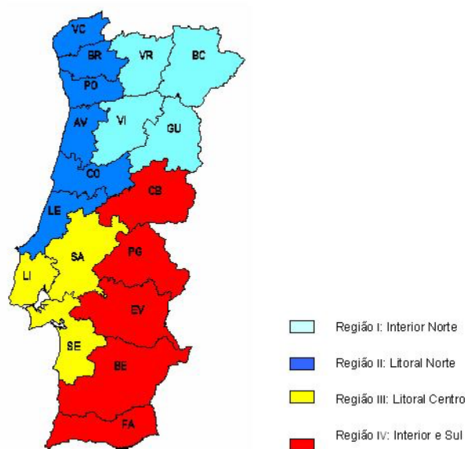 VC
BR
VR
BC
PO
AV
VI
GU
CO
CB
LE
SA
PG
LI
EV
SE
BE
FA
Região I: Interior Norte
Região II: Litoral Norte
Região III: Litoral Centro
Região IV: Interior e Sul